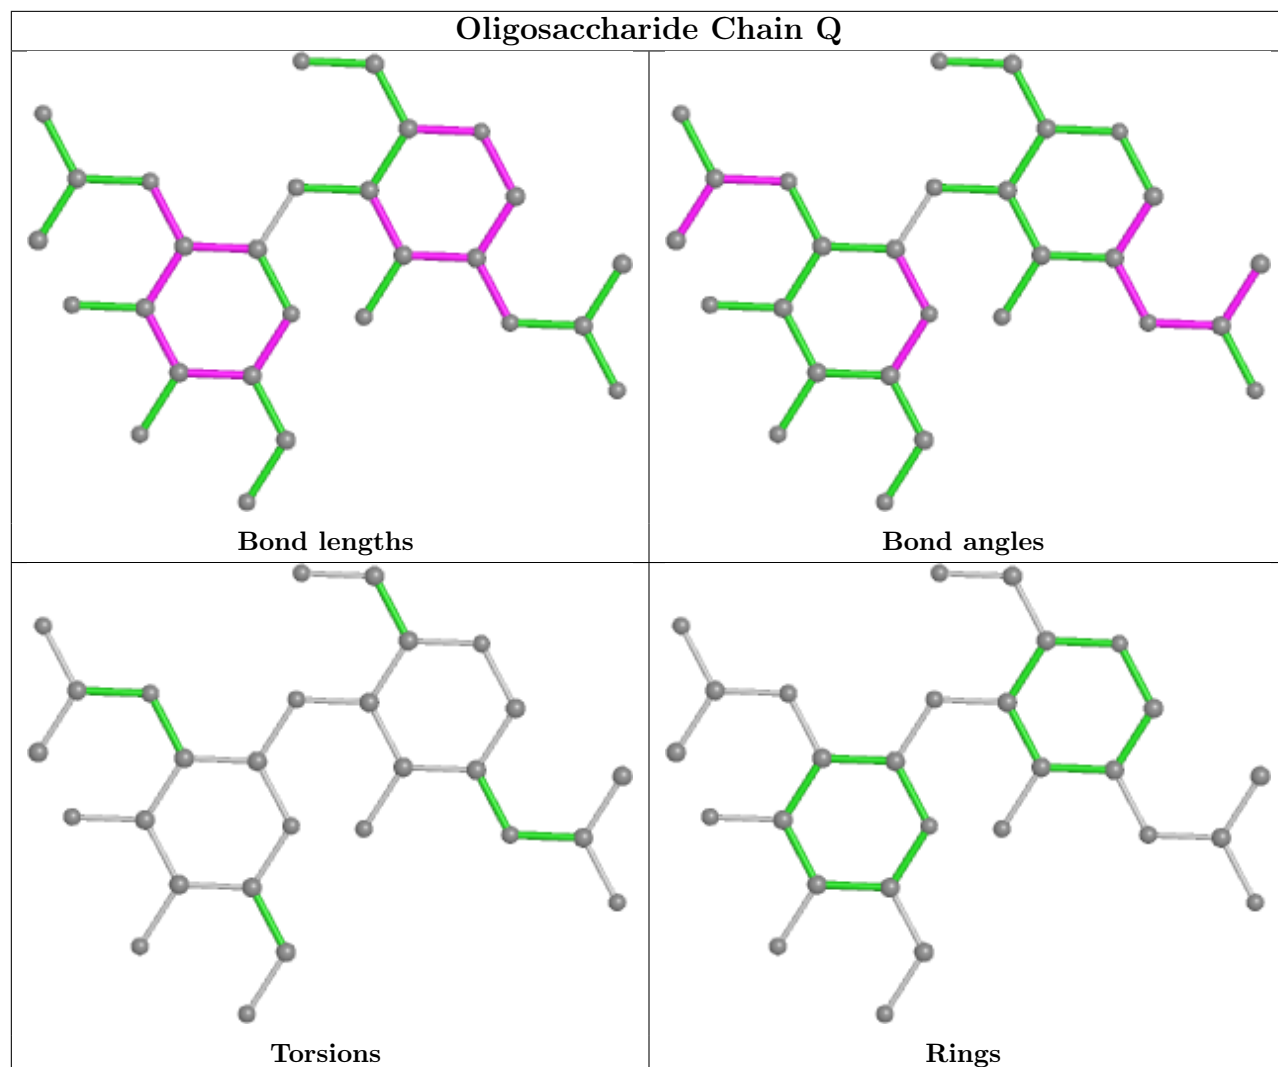 Oligosaccharide Chain Q
Bond lengths
Bond angles
Torsions
Rings